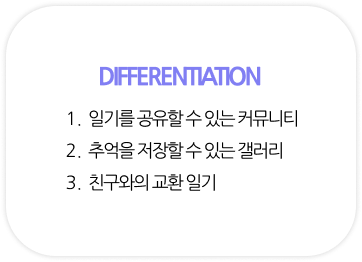 DIFFERENTIATION
1. 일기를 공유할 수 있는 커뮤니티
2. 추억을 저장할 수 있는 갤러리
3. 친구와의 교환 일기